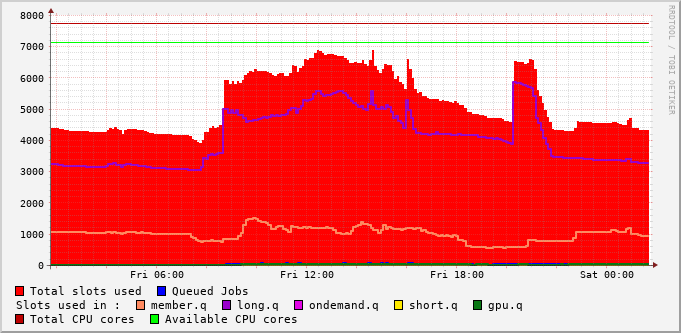 8000
7000
6000
5000
4000
3000
2000
1000
0
Fri 06:00 Fri 12:00 Fri 18:00 Sat 00:00
RRDTOOL / TOBI OETIKER
Total slots used Queued Jobs
Slots used in : member.q long.q ondemand.q short.q gpu.q
Total CPU cores Available CPU cores